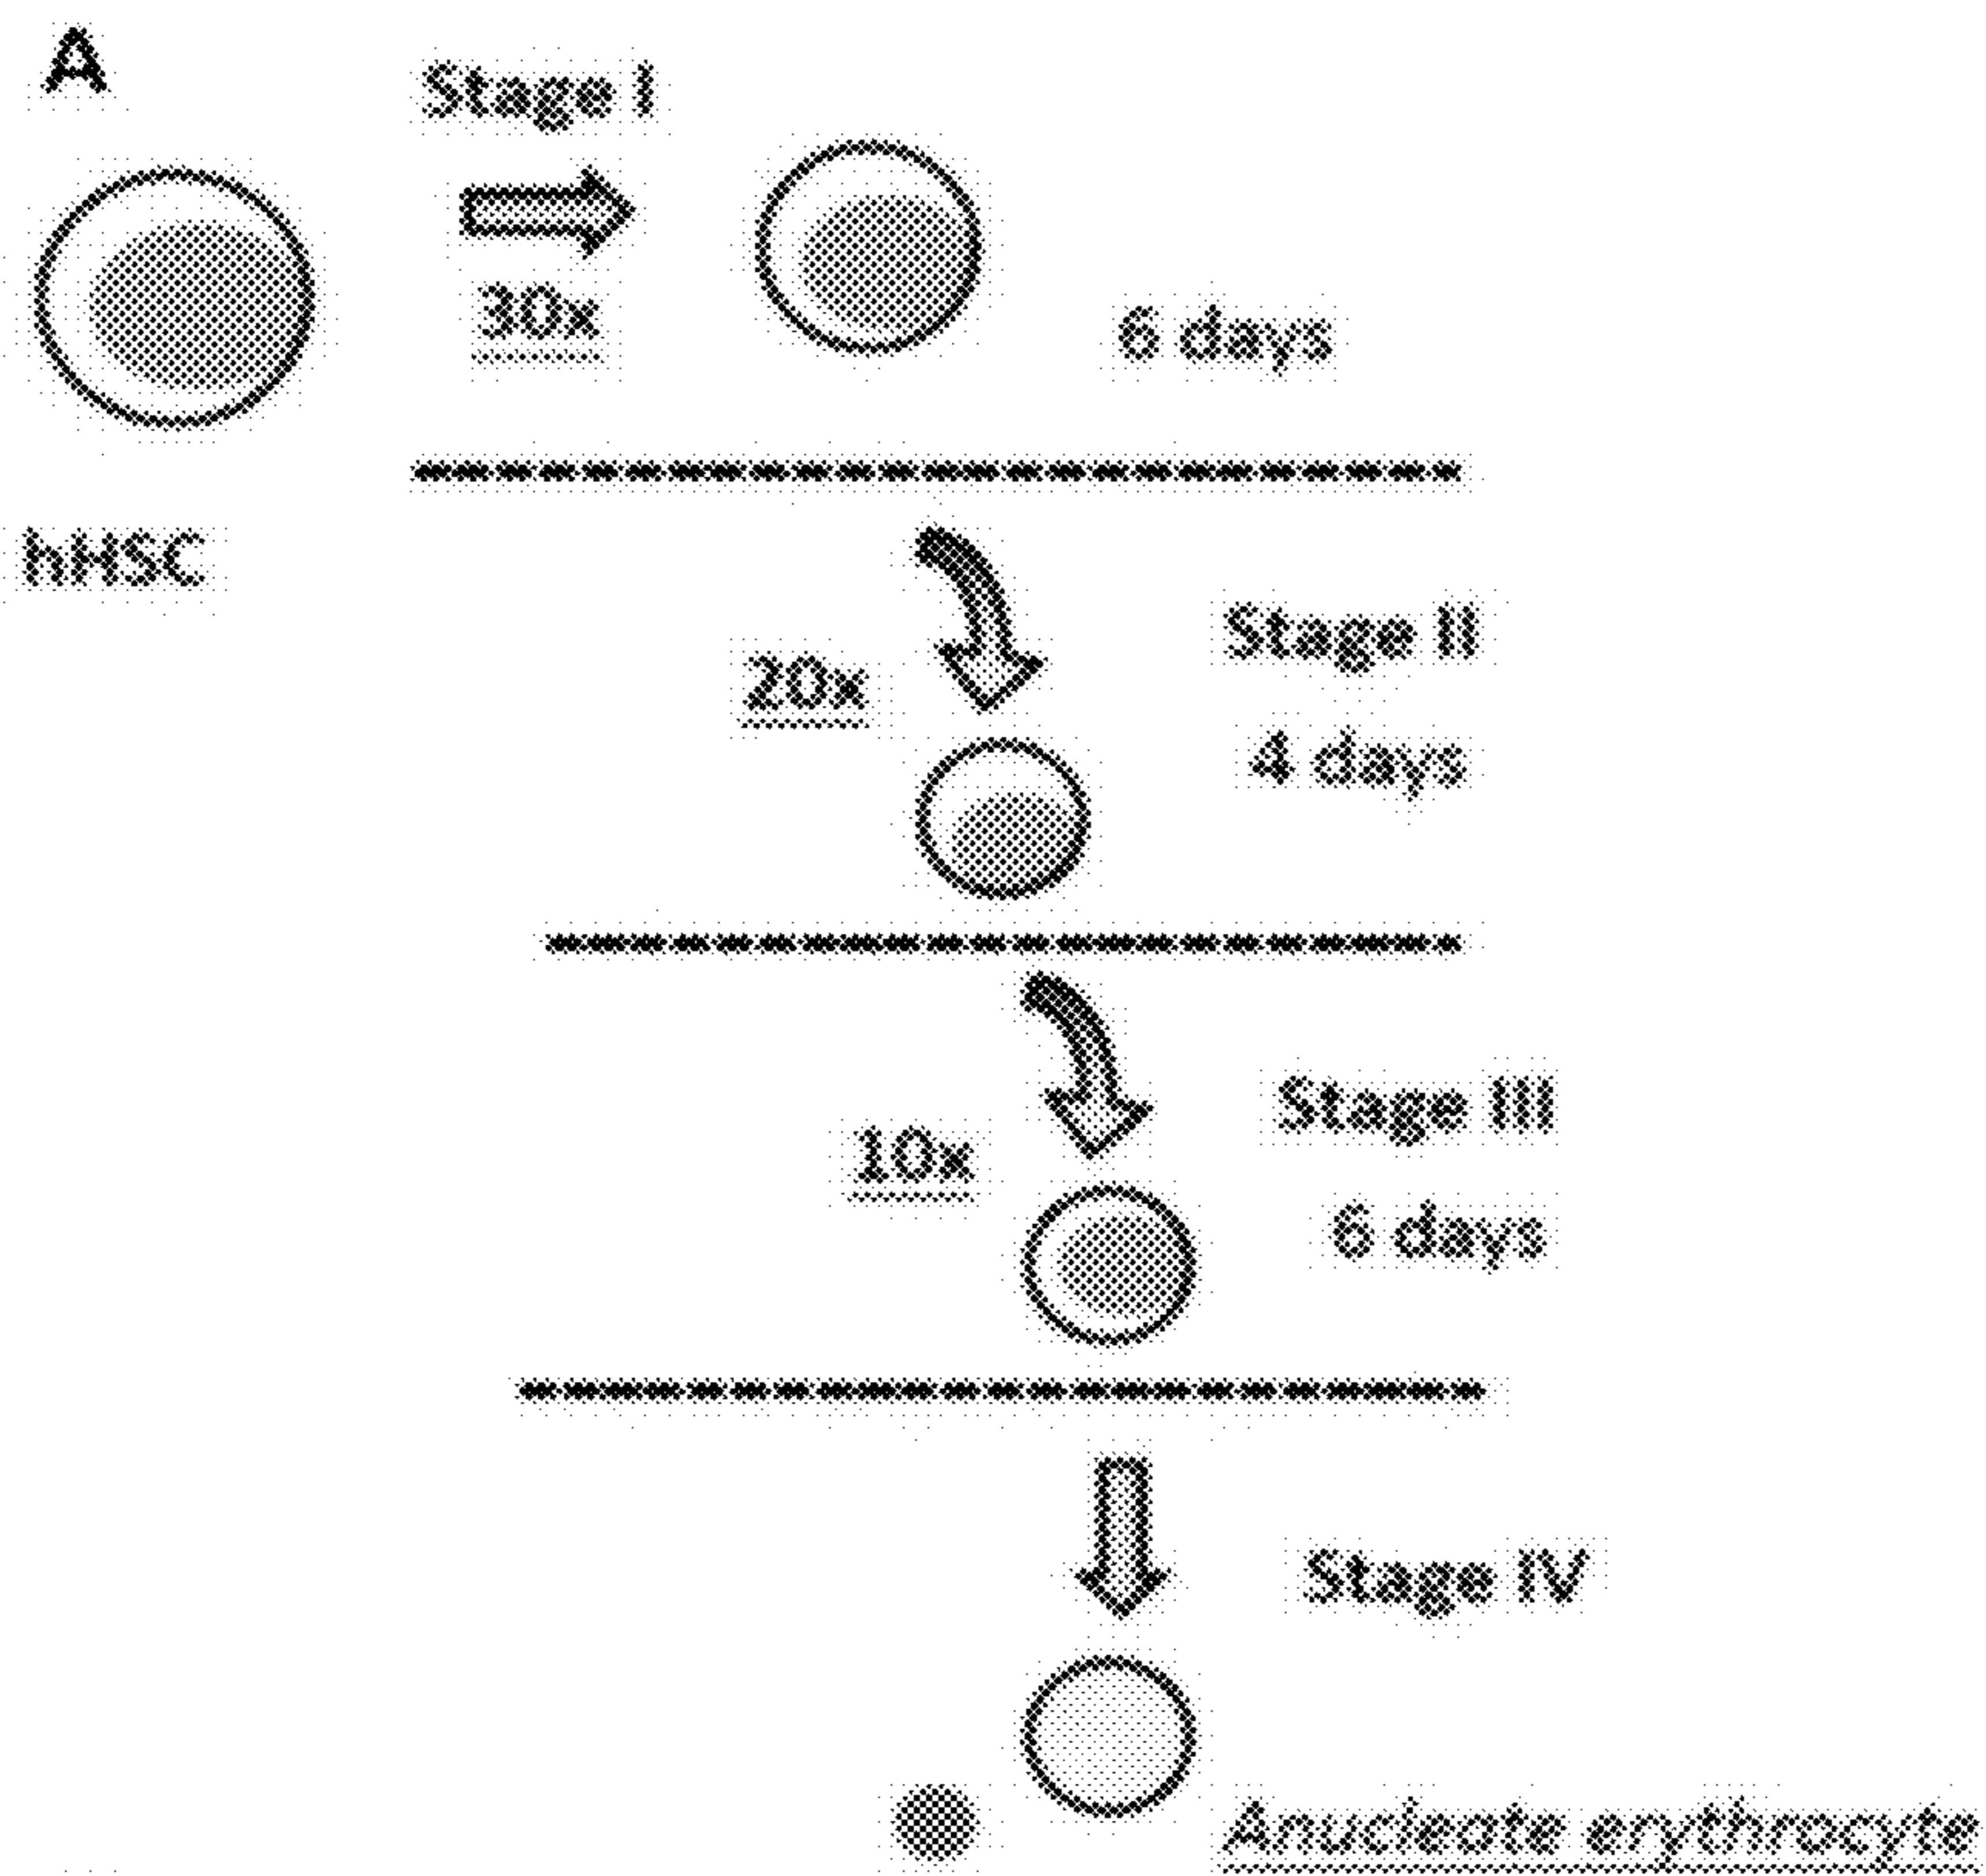 A
Stage I
30x
6 days
hHSC
Stage II
20x
4 days
Stage III
10x
6 days
Stage IV
Anucleate erythrocyte